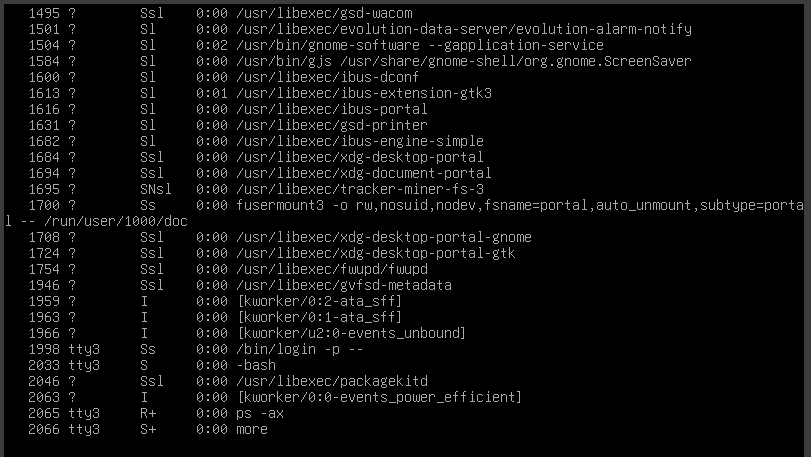 1495 ?        Ssl    0:00 /usr/libexec/gsd-wacom
1501 ?        Sl     0:00 /usr/libexec/evolution-data-server/evolution-alarm-notify
1504 ?        Sl     0:02 /usr/bin/gnome-software --gapplication-service
1584 ?        Sl     0:00 /usr/bin/gjs /usr/share/gnome-shell/org.gnome.ScreenSaver
1600 ?        Sl     0:00 /usr/libexec/ibus-dconf
1613 ?        Sl     0:01 /usr/libexec/ibus-extension-gtk3
1616 ?        Sl     0:00 /usr/libexec/ibus-portal
1631 ?        Sl     0:00 /usr/libexec/gsd-printer
1682 ?        Sl     0:00 /usr/libexec/ibus-engine-simple
1684 ?        Ssl    0:00 /usr/libexec/xdg-desktop-portal
1694 ?        Ssl    0:00 /usr/libexec/xdg-document-portal
1695 ?        SNsl   0:00 /usr/libexec/tracker-miner-fs-3
1700 ?        Ss     0:00 fusermount3 -o rw,nosuid,nodev,fsname=portal,auto_unmount,subtype=porta
l -- /run/user/1000/doc
1708 ?        Ssl    0:00 /usr/libexec/xdg-desktop-portal-gnome
1724 ?        Ssl    0:00 /usr/libexec/xdg-desktop-portal-gtk
1754 ?        Ssl    0:00 /usr/libexec/fwupd/fwupd
1946 ?        Ssl    0:00 /usr/libexec/gvfsd-metadata
1959 ?        I      0:00 [kworker/0:2-ata_sff]
1963 ?        I      0:00 [kworker/0:1-ata_sff]
1966 ?        I      0:00 [kworker/u2:0-events_unbound]
1998 tty3     Ss     0:00 /bin/login -p --
2033 tty3     S      0:00 -bash
2046 ?        Ssl    0:00 /usr/libexec/packagekitd
2063 ?        I      0:00 [kworker/0:0-events_power_efficient]
2065 tty3     R+     0:00 ps -ax
2066 tty3     S+     0:00 more